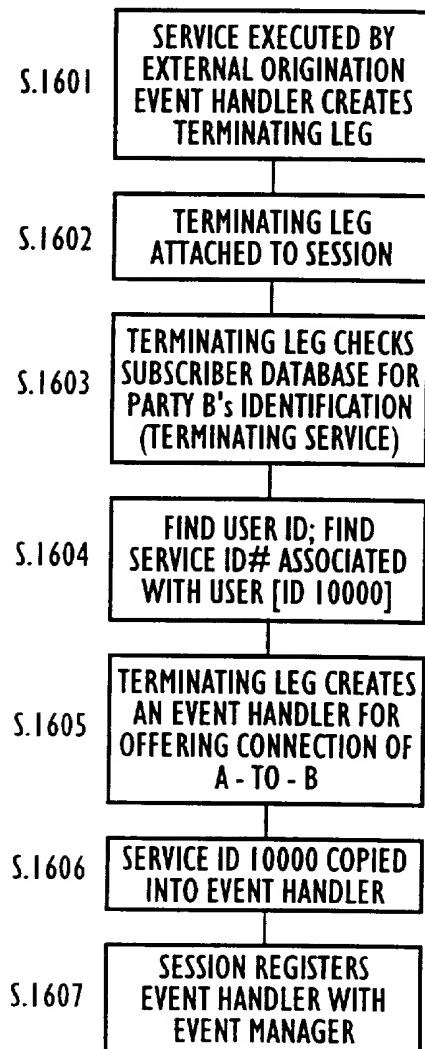 S.1601
SERVICE EXECUTED BY
EXTERNAL ORIGINATION
EVENT HANDLER CREATES
TERMINATING LEG
S.1602
TERMINATING LEG
ATTACHED TO SESSION
S.1603
TERMINATING LEG CHECKS
SUBSCRIBER DATABASE FOR
PARTY B's IDENTIFICATION
(TERMINATING SERVICE)
S.1604
FIND USER ID; FIND
SERVICE ID# ASSOCIATED
WITH USER [ID 10000]
S.1605
TERMINATING LEG CREATES
AN EVENT HANDLER FOR
OFFERING CONNECTION OF
A - TO - B
S.1606
SERVICE ID 10000 COPIED
INTO EVENT HANDLER
S.1607
SESSION REGISTERS
EVENT HANDLER WITH
EVENT MANAGER